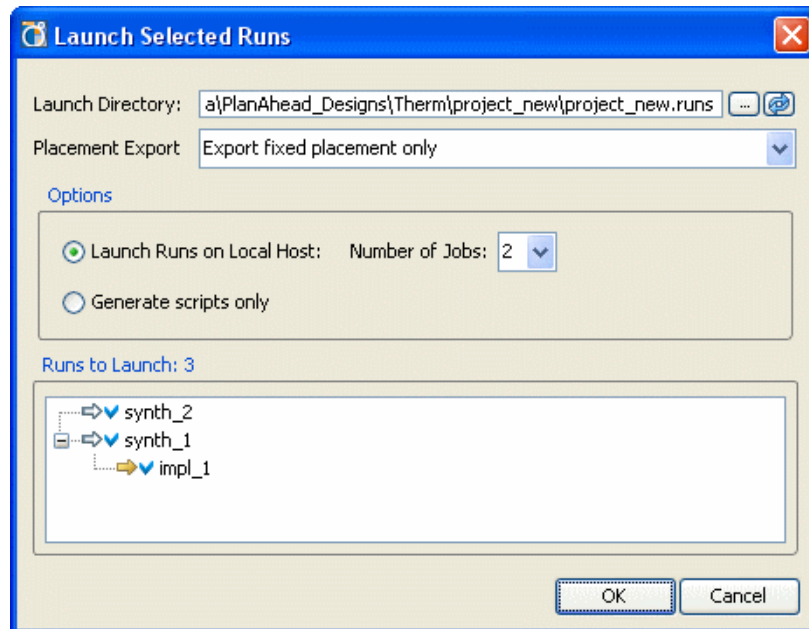 Launch Selected Runs
Launch Directory: a\PlanAhead_Designs\Therm\project_new\project_new.runs ...
Placement Export Export fixed placement only
Options
Launch Runs on Local Host: Number of Jobs: 2
Generate scripts only
Runs to Launch: 3
synth_2
synth_1
impl_1
OK Cancel